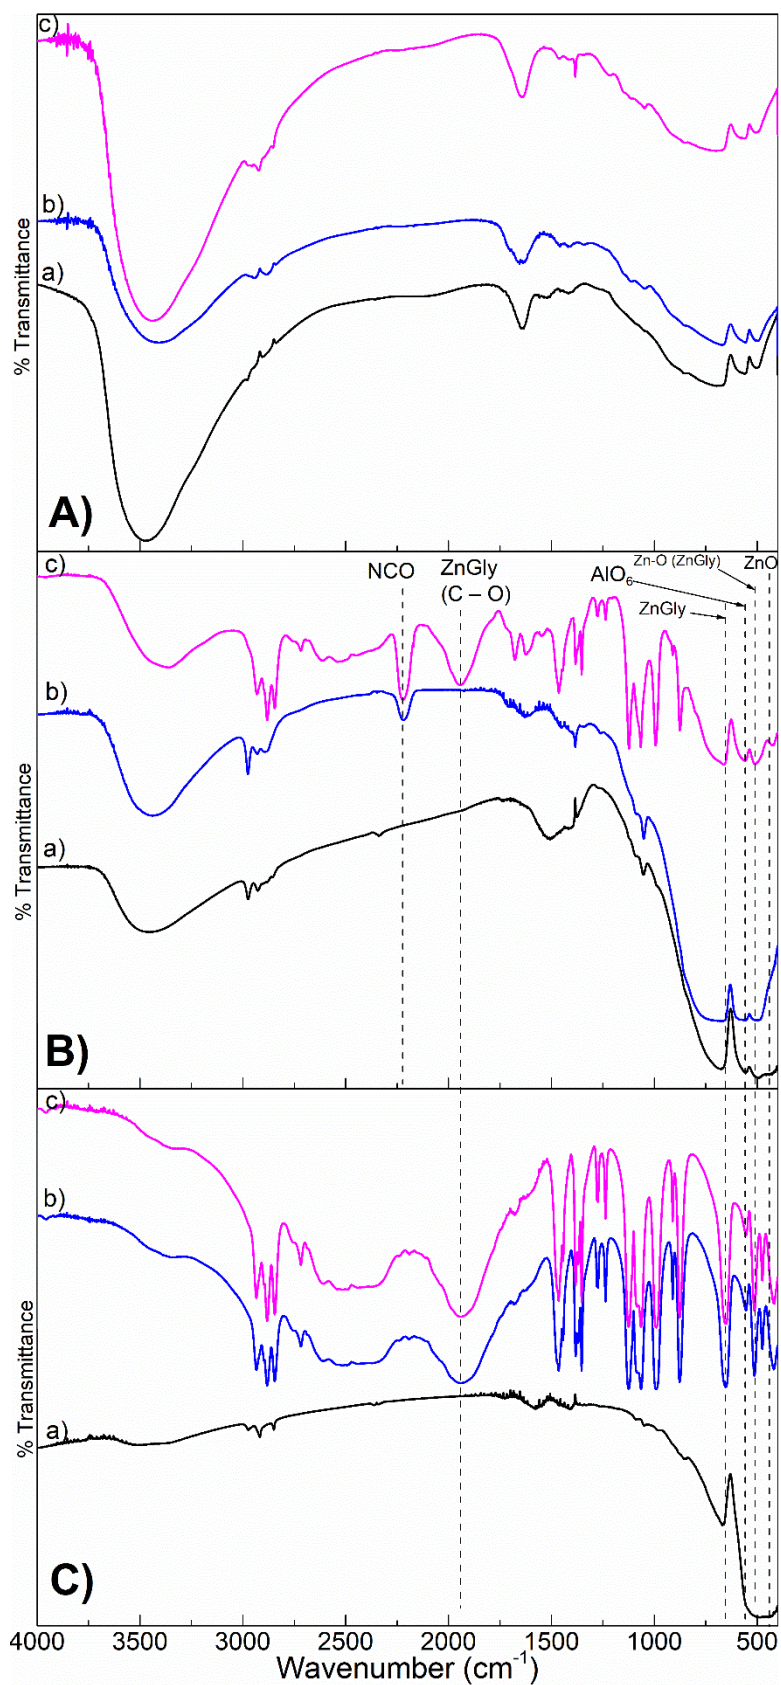 c)
b)
a)
% Transmittance
A)
c)
NCO
ZnGly
(C – O)
Zn-O (ZnGly)
ZnO
AlO₆
ZnGly
b)
a)
% Transmittance
B)
c)
b)
a)
% Transmittance
C)
4000 3500 3000 2500 2000 1500 1000 500
Wavenumber (cm⁻¹)